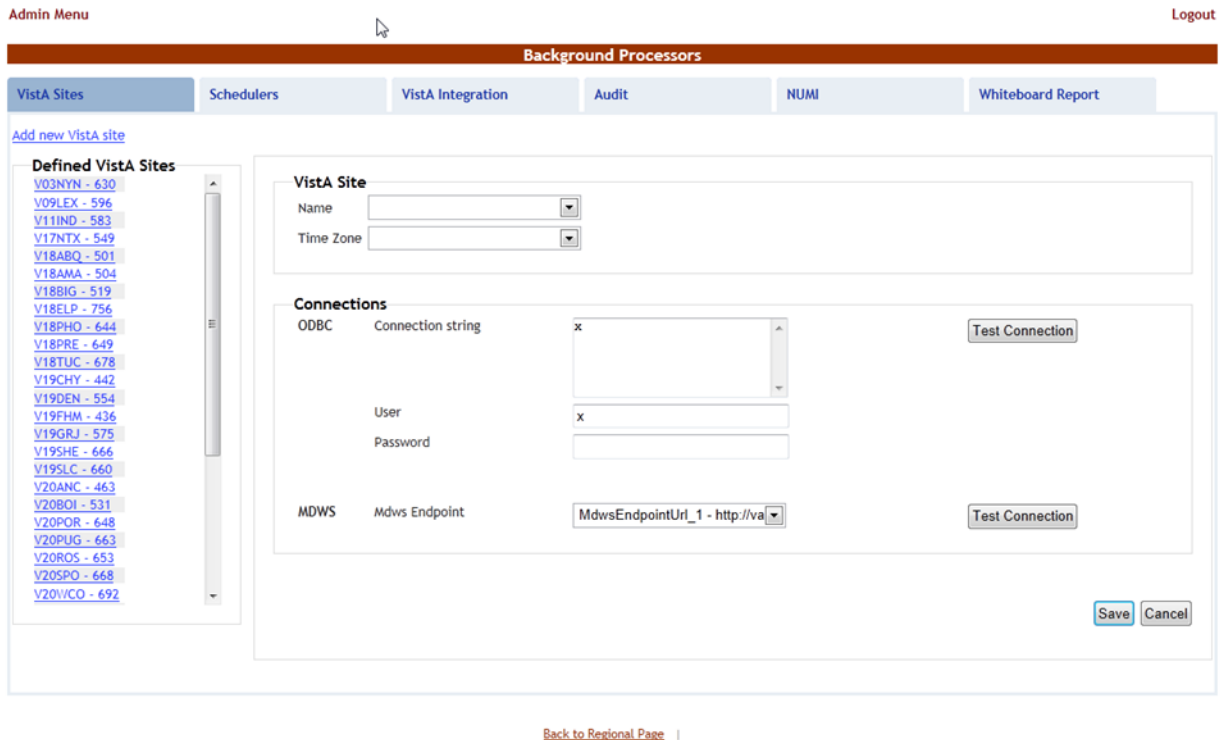 Admin Menu Logout
Background Processors
VistA Sites Schedulers VistA Integration Audit NUMI Whiteboard Report
Add new VistA site
Defined VistA Sites
V03NYN - 630
V09LEX - 596
V11IND - 583
V17NTX - 549
V18ABQ - 501
V18AMA - 504
V18BIG - 519
V18ELP - 756
V18PHO - 644
V18PRE - 649
V18TUC - 678
V19CHY - 442
V19DEN - 554
V19FHM - 436
V19GRJ - 575
V19SHE - 666
V19SLC - 660
V20ANC - 463
V20BOI - 531
V20POR - 648
V20PUG - 663
V20ROS - 653
V20SPO - 668
V20WCO - 692
VistA Site
Name
Time Zone
Connections
ODBC Connection string x Test Connection
User x
Password
MDWS Mdws Endpoint MdwsEndpointUrl_1 - http://va Test Connection
Save Cancel
Back to Regional Page |